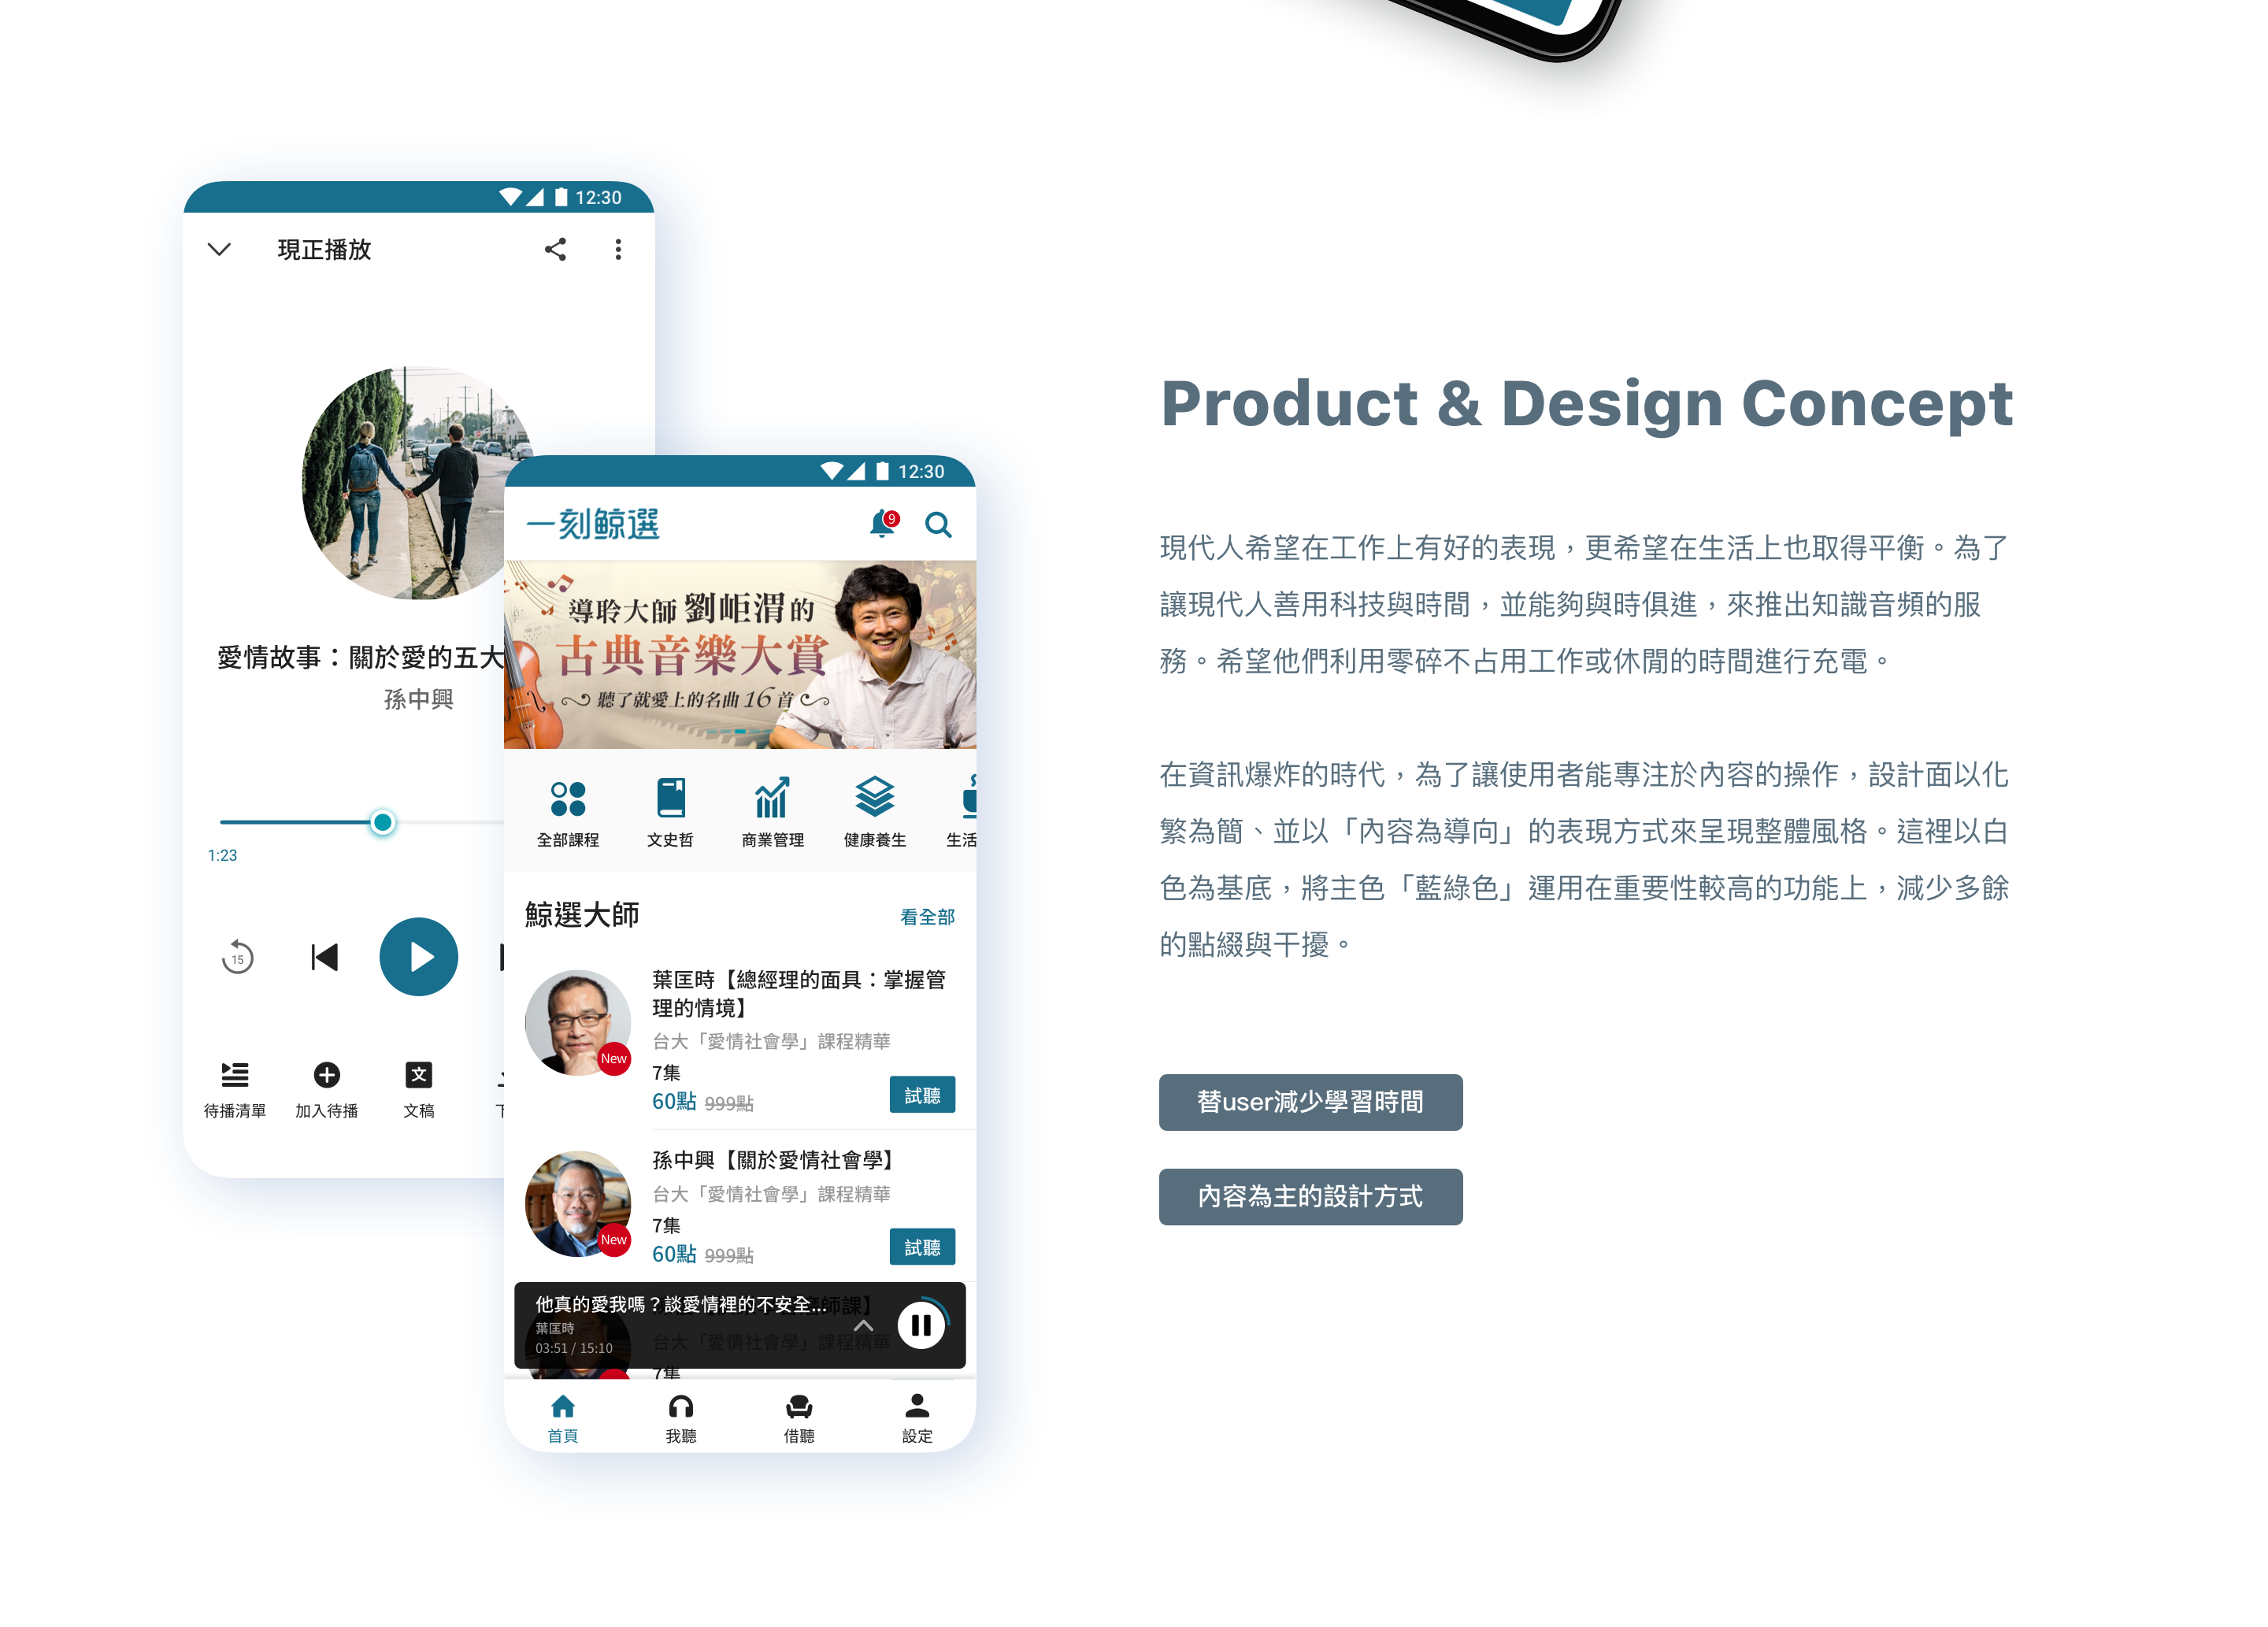 12:30
現正播放
愛情故事：關於愛的五大
孫中興
1:23
15
待播清單
加入待播
文
文稿
12:30
一刻鯨選
9
導聆大師 劉岠渭的
古典音樂大賞
聽了就愛上的名曲16首
全部課程
文史哲
商業管理
健康養生
生活
鯨選大師
看全部
葉匡時【總經理的面具：掌握管
理的情境】
台大「愛情社會學」課程精華
7集
60點 999點
試聽
New
孫中興【關於愛情社會學】
台大「愛情社會學」課程精華
7集
60點 999點
試聽
New
師課】
台大「愛情社會學」課程精華
7集
他真的愛我嗎？談愛情裡的不安全...
葉匡時
03:51 / 15:10
首頁
我聽
借聽
設定
Product & Design Concept
現代人希望在工作上有好的表現，更希望在生活上也取得平衡。為了
讓現代人善用科技與時間，並能夠與時俱進，來推出知識音頻的服
務。希望他們利用零碎不占用工作或休閒的時間進行充電。
在資訊爆炸的時代，為了讓使用者能專注於內容的操作，設計面以化
繁為簡、並以「內容為導向」的表現方式來呈現整體風格。這裡以白
色為基底，將主色「藍綠色」運用在重要性較高的功能上，減少多餘
的點綴與干擾。
替user減少學習時間
內容為主的設計方式